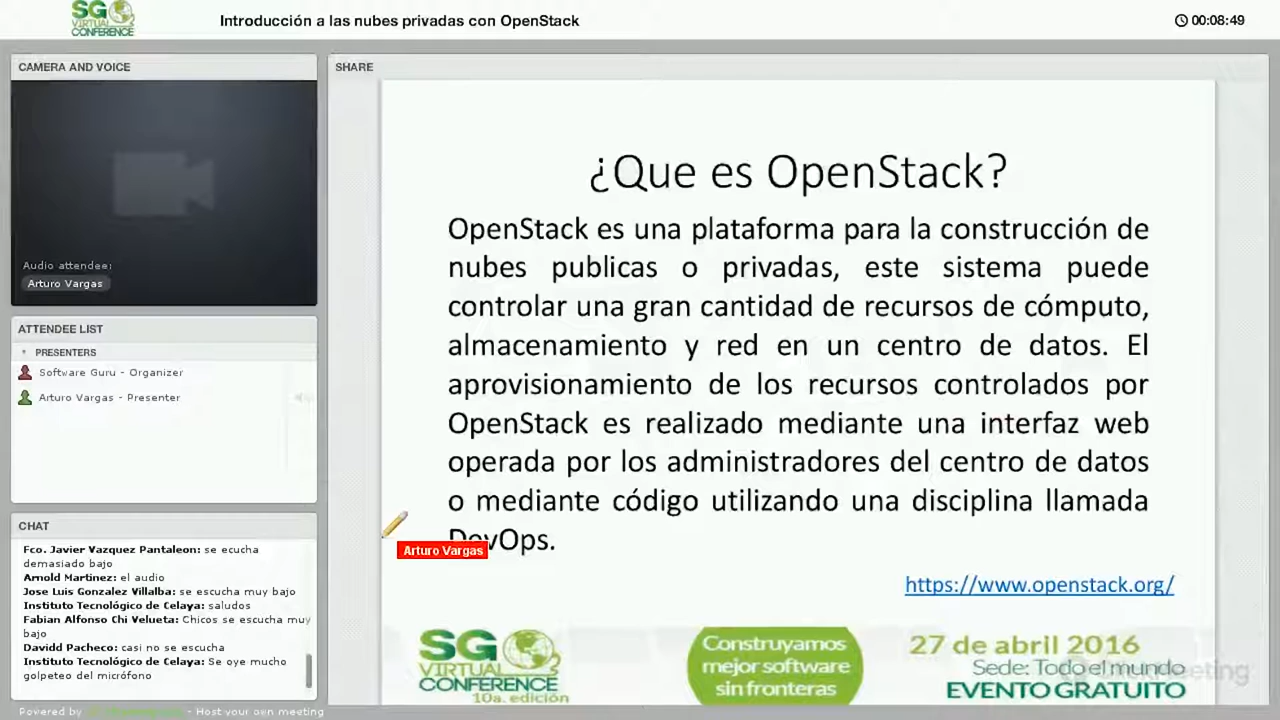 SG
VIRTUAL
CONFERENCE
Introducción a las nubes privadas con OpenStack
00:08:49
CAMERA AND VOICE
Audio attendee:
Arturo Vargas
ATTENDEE LIST
PRESENTERS
Software Guru - Organizer
Arturo Vargas - Presenter
CHAT
Fco. Javier Vazquez Pantaleon: se ecucha
demasiado bajo
Arnold Martinez: el audio
Jose Luis Gonzalez Villalba: se escucha muy bajo
Instituto Tecnológico de Celaya: saludos
Fabian Alfonso Chi Velueta: Chicos se escucha muy
bajo
Davidd Pacheco: casi no se escucha
Instituto Tecnológico de Celaya: Se oye mucho
golpeteo del micrófono
Powered by - Host your own meeting
SHARE
¿Que es OpenStack?
OpenStack es una plataforma para la construcción de
nubes publicas o privadas, este sistema puede
controlar una gran cantidad de recursos de cómputo,
almacenamiento y red en un centro de datos. El
aprovisionamiento de los recursos controlados por
OpenStack es realizado mediante una interfaz web
operada por los administradores del centro de datos
o mediante código utilizando una disciplina llamada
DevOps.
Arturo Vargas
https://www.openstack.org/
SG
VIRTUAL
CONFERENCE
10a. edición
Construyamos
mejor software
sin fronteras
27 de abril 2016
Sede: Todo el mundo
EVENTO GRATUITO